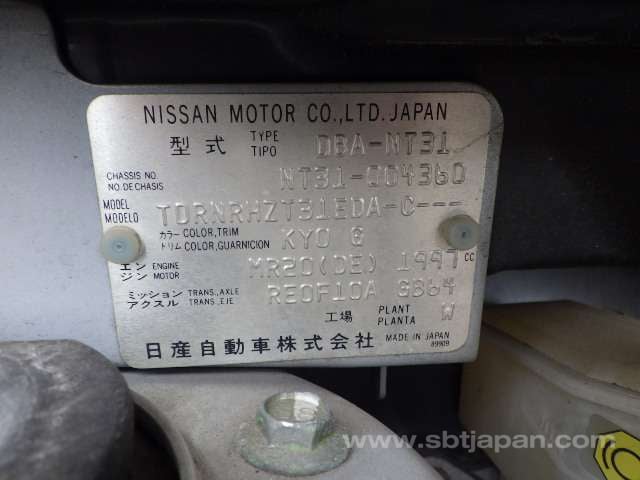 NISSAN MOTOR CO.,LTD. JAPAN
型式 TYPE TIPO DBA-NT31
CHASSIS NO. NO. DE CHASIS NT31-004360
MODEL MODELO TDRNRHZT31EDA-C---
カラー COLOR,TRIM トリム COLOR,GUARNICION KY0 G
エンジン ENGINE MOTOR MR20(DE) 1997 CC
ミッション アクスル TRANS.,AXLE TRANS.,EJE RE0F10A GB64
工場 PLANT PLANTA W
日産自動車株式会社 MADE IN JAPAN
89909
www.sbtjapan.com